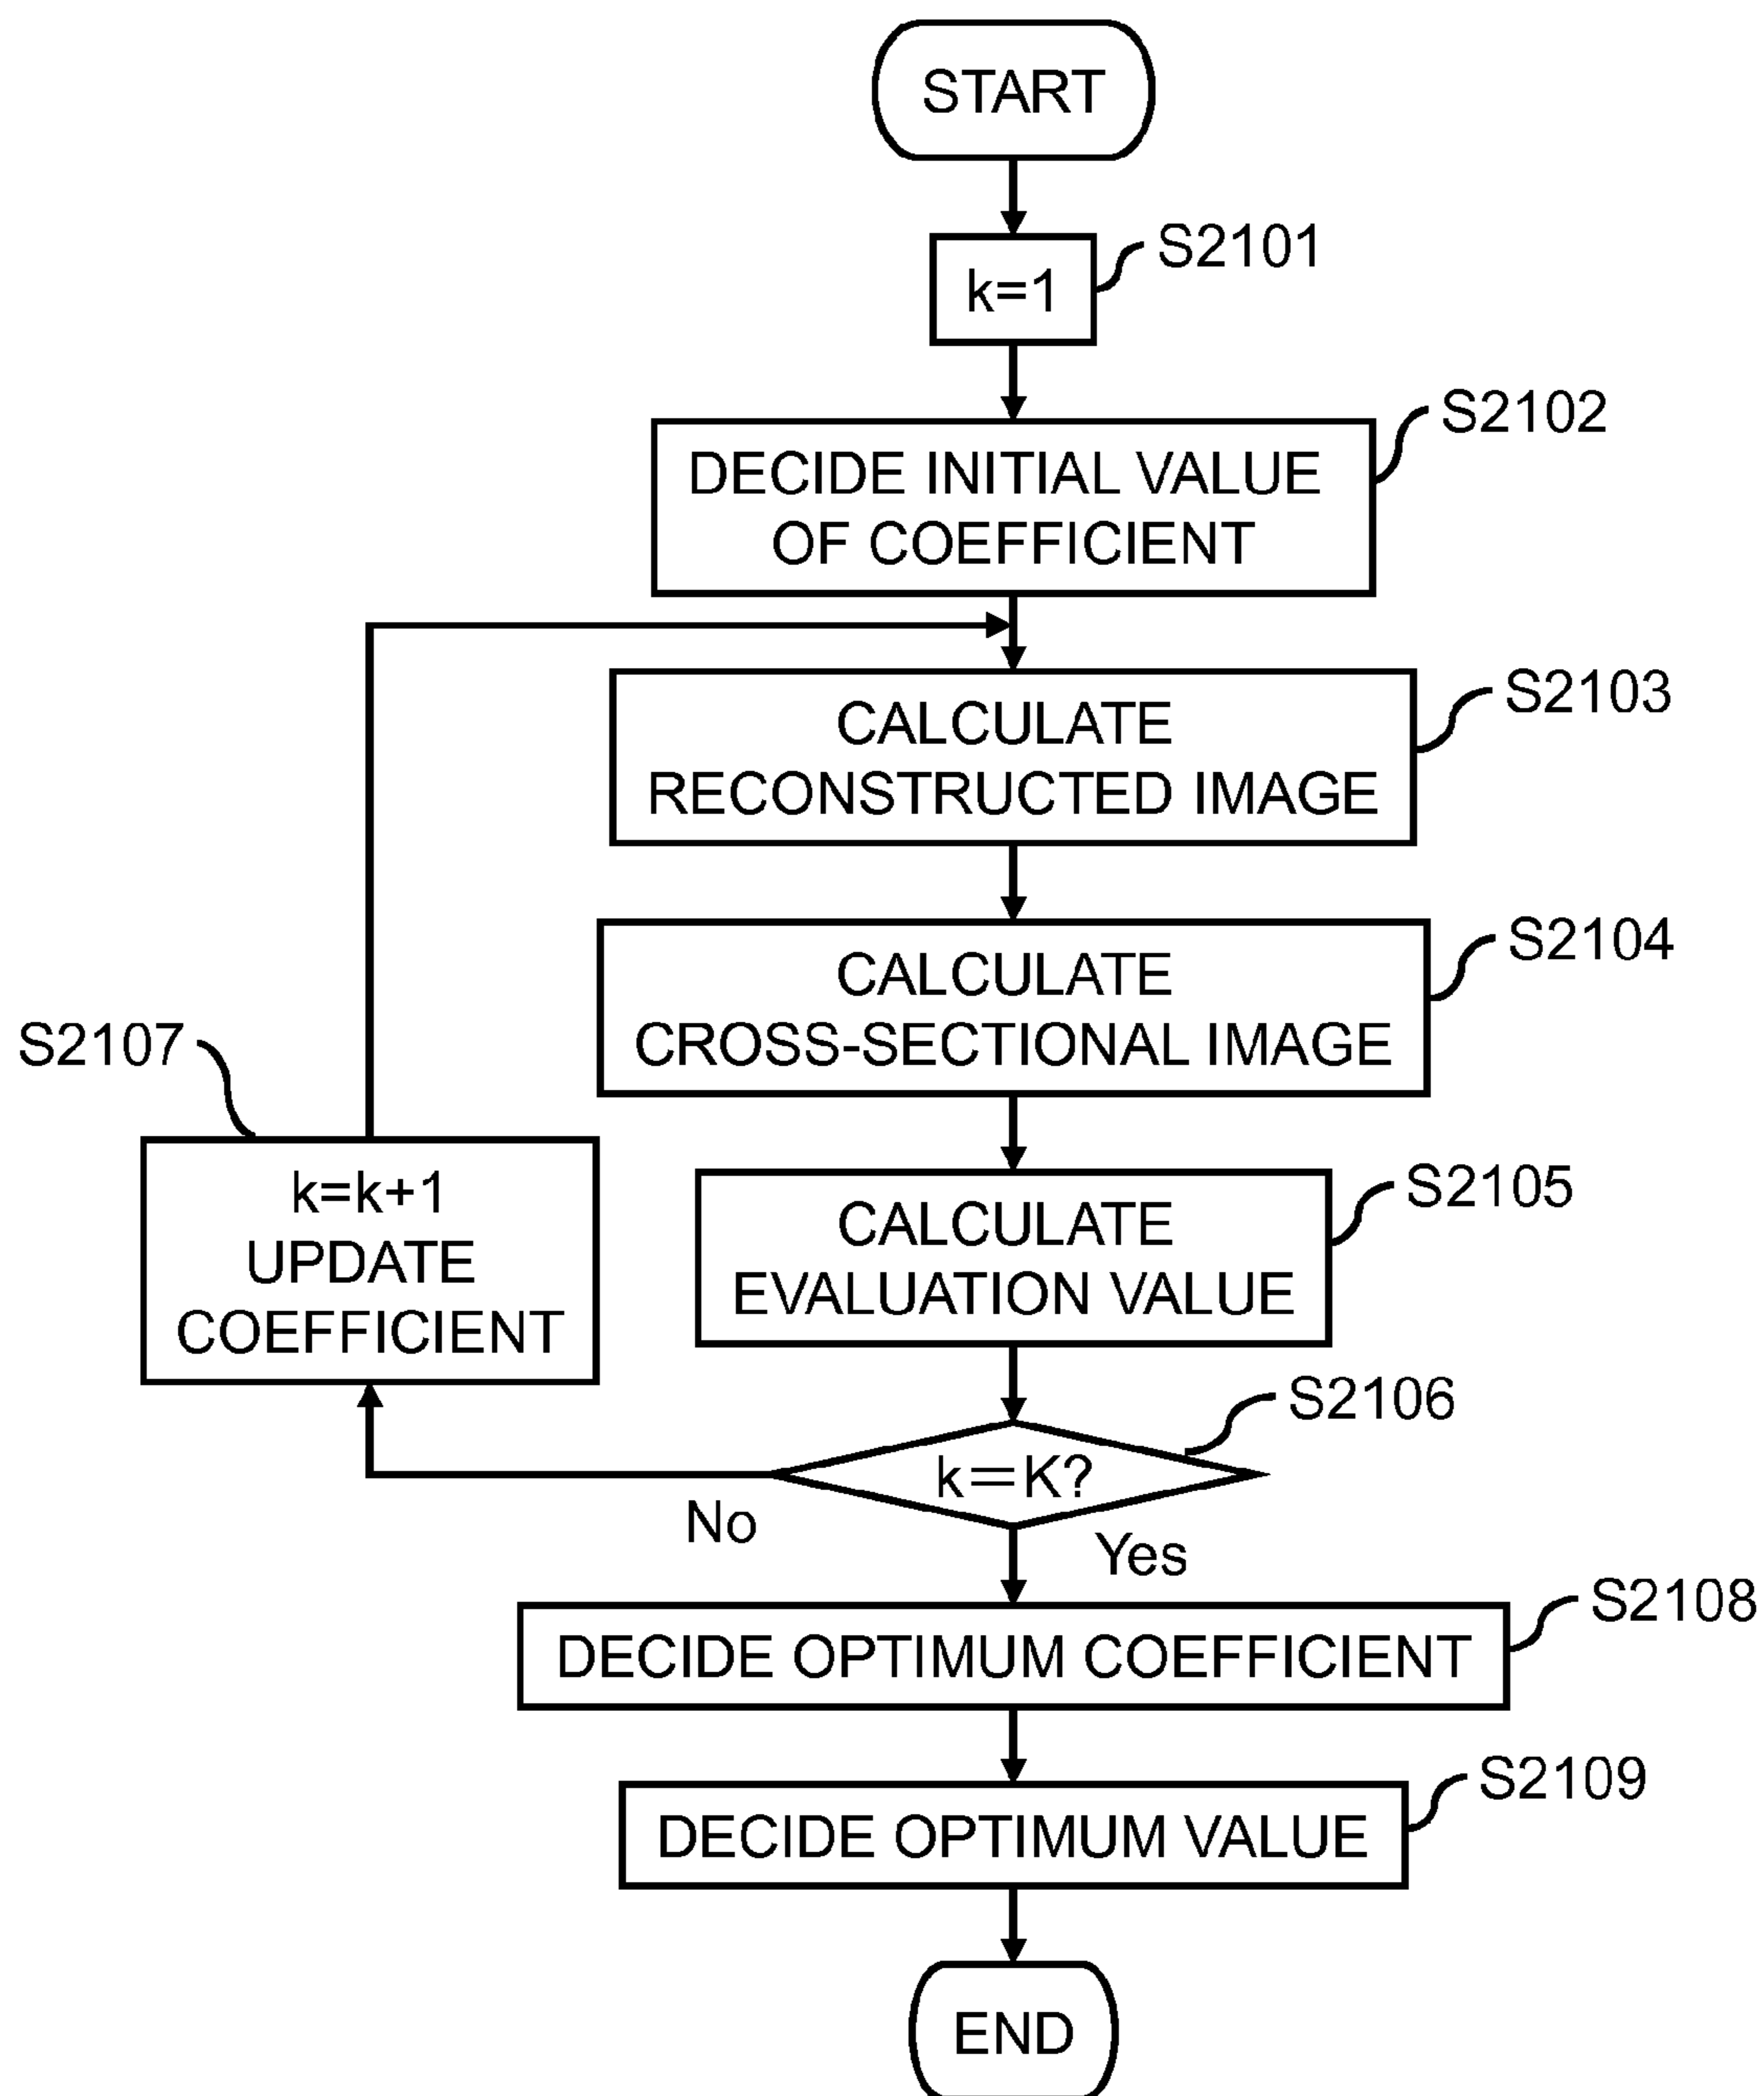 START
S2101
k=1
S2102
DECIDE INITIAL VALUE
OF COEFFICIENT
S2103
CALCULATE
RECONSTRUCTED IMAGE
S2104
CALCULATE
CROSS-SECTIONAL IMAGE
S2107
k=k+1
UPDATE
COEFFICIENT
S2105
CALCULATE
EVALUATION VALUE
S2106
k=K?
No
Yes
S2108
DECIDE OPTIMUM COEFFICIENT
S2109
DECIDE OPTIMUM VALUE
END